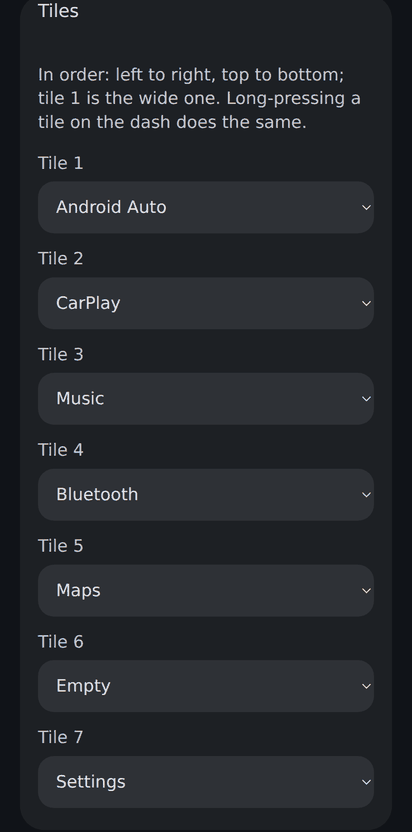 Tiles
In order: left to right, top to bottom;
tile 1 is the wide one. Long-pressing a
tile on the dash does the same.
Tile 1
Android Auto
Tile 2
CarPlay
Tile 3
Music
Tile 4
Bluetooth
Tile 5
Maps
Tile 6
Empty
Tile 7
Settings